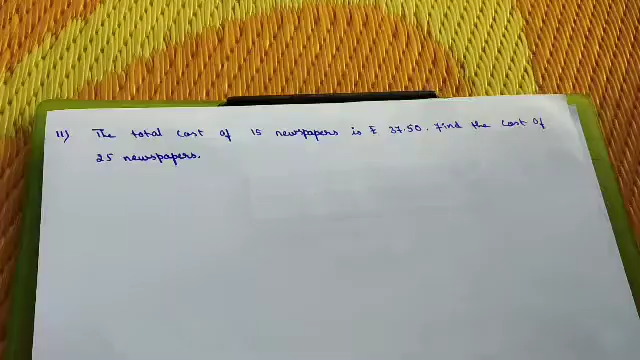 11) The total cost of 15 newspapers is ₹ 37.50. Find the cost of
25 newspapers.